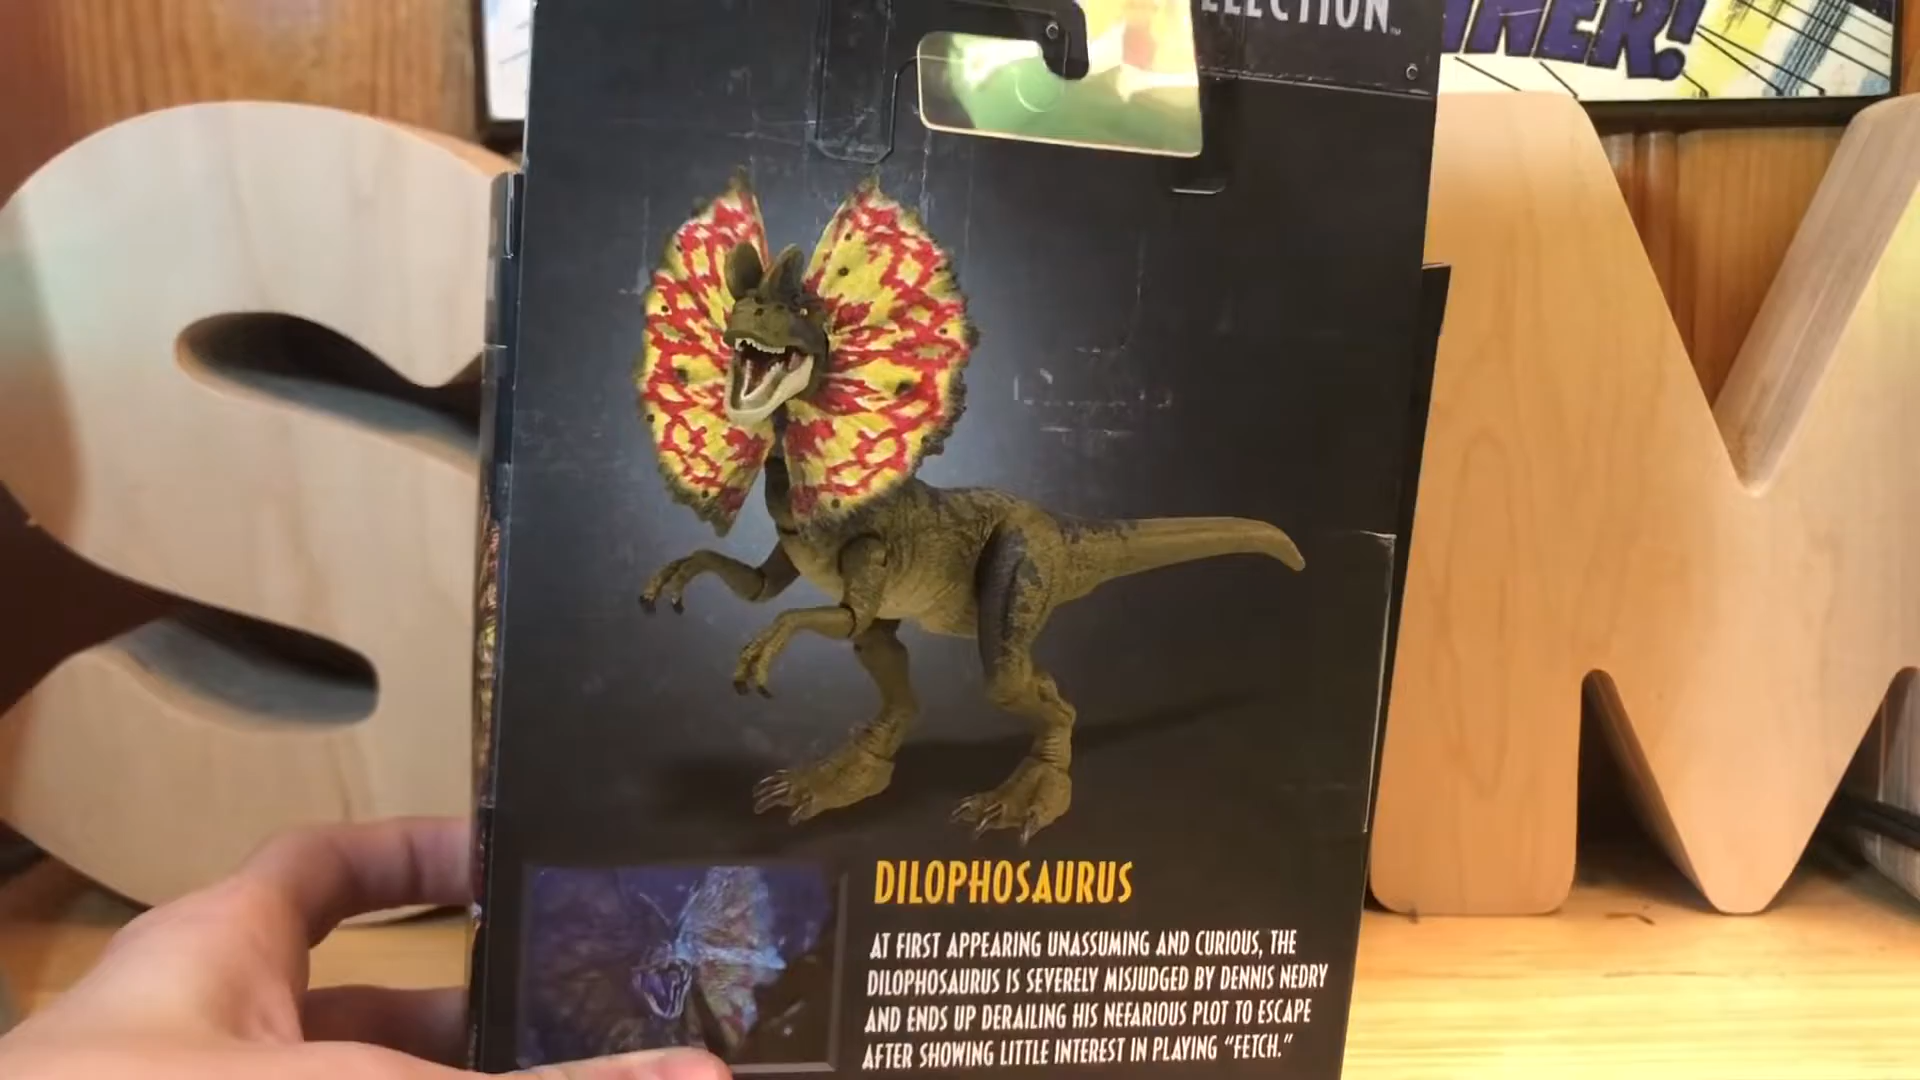 DILOPHOSAURUS
AT FIRST APPEARING UNASSUMING AND CURIOUS, THE
DILOPHOSAURUS IS SEVERELY MISJUDGED BY DENNIS NEDRY
AND ENDS UP DERAILING HIS NEFARIOUS PLOT TO ESCAPE
AFTER SHOWING LITTLE INTEREST IN PLAYING "FETCH."
S
M